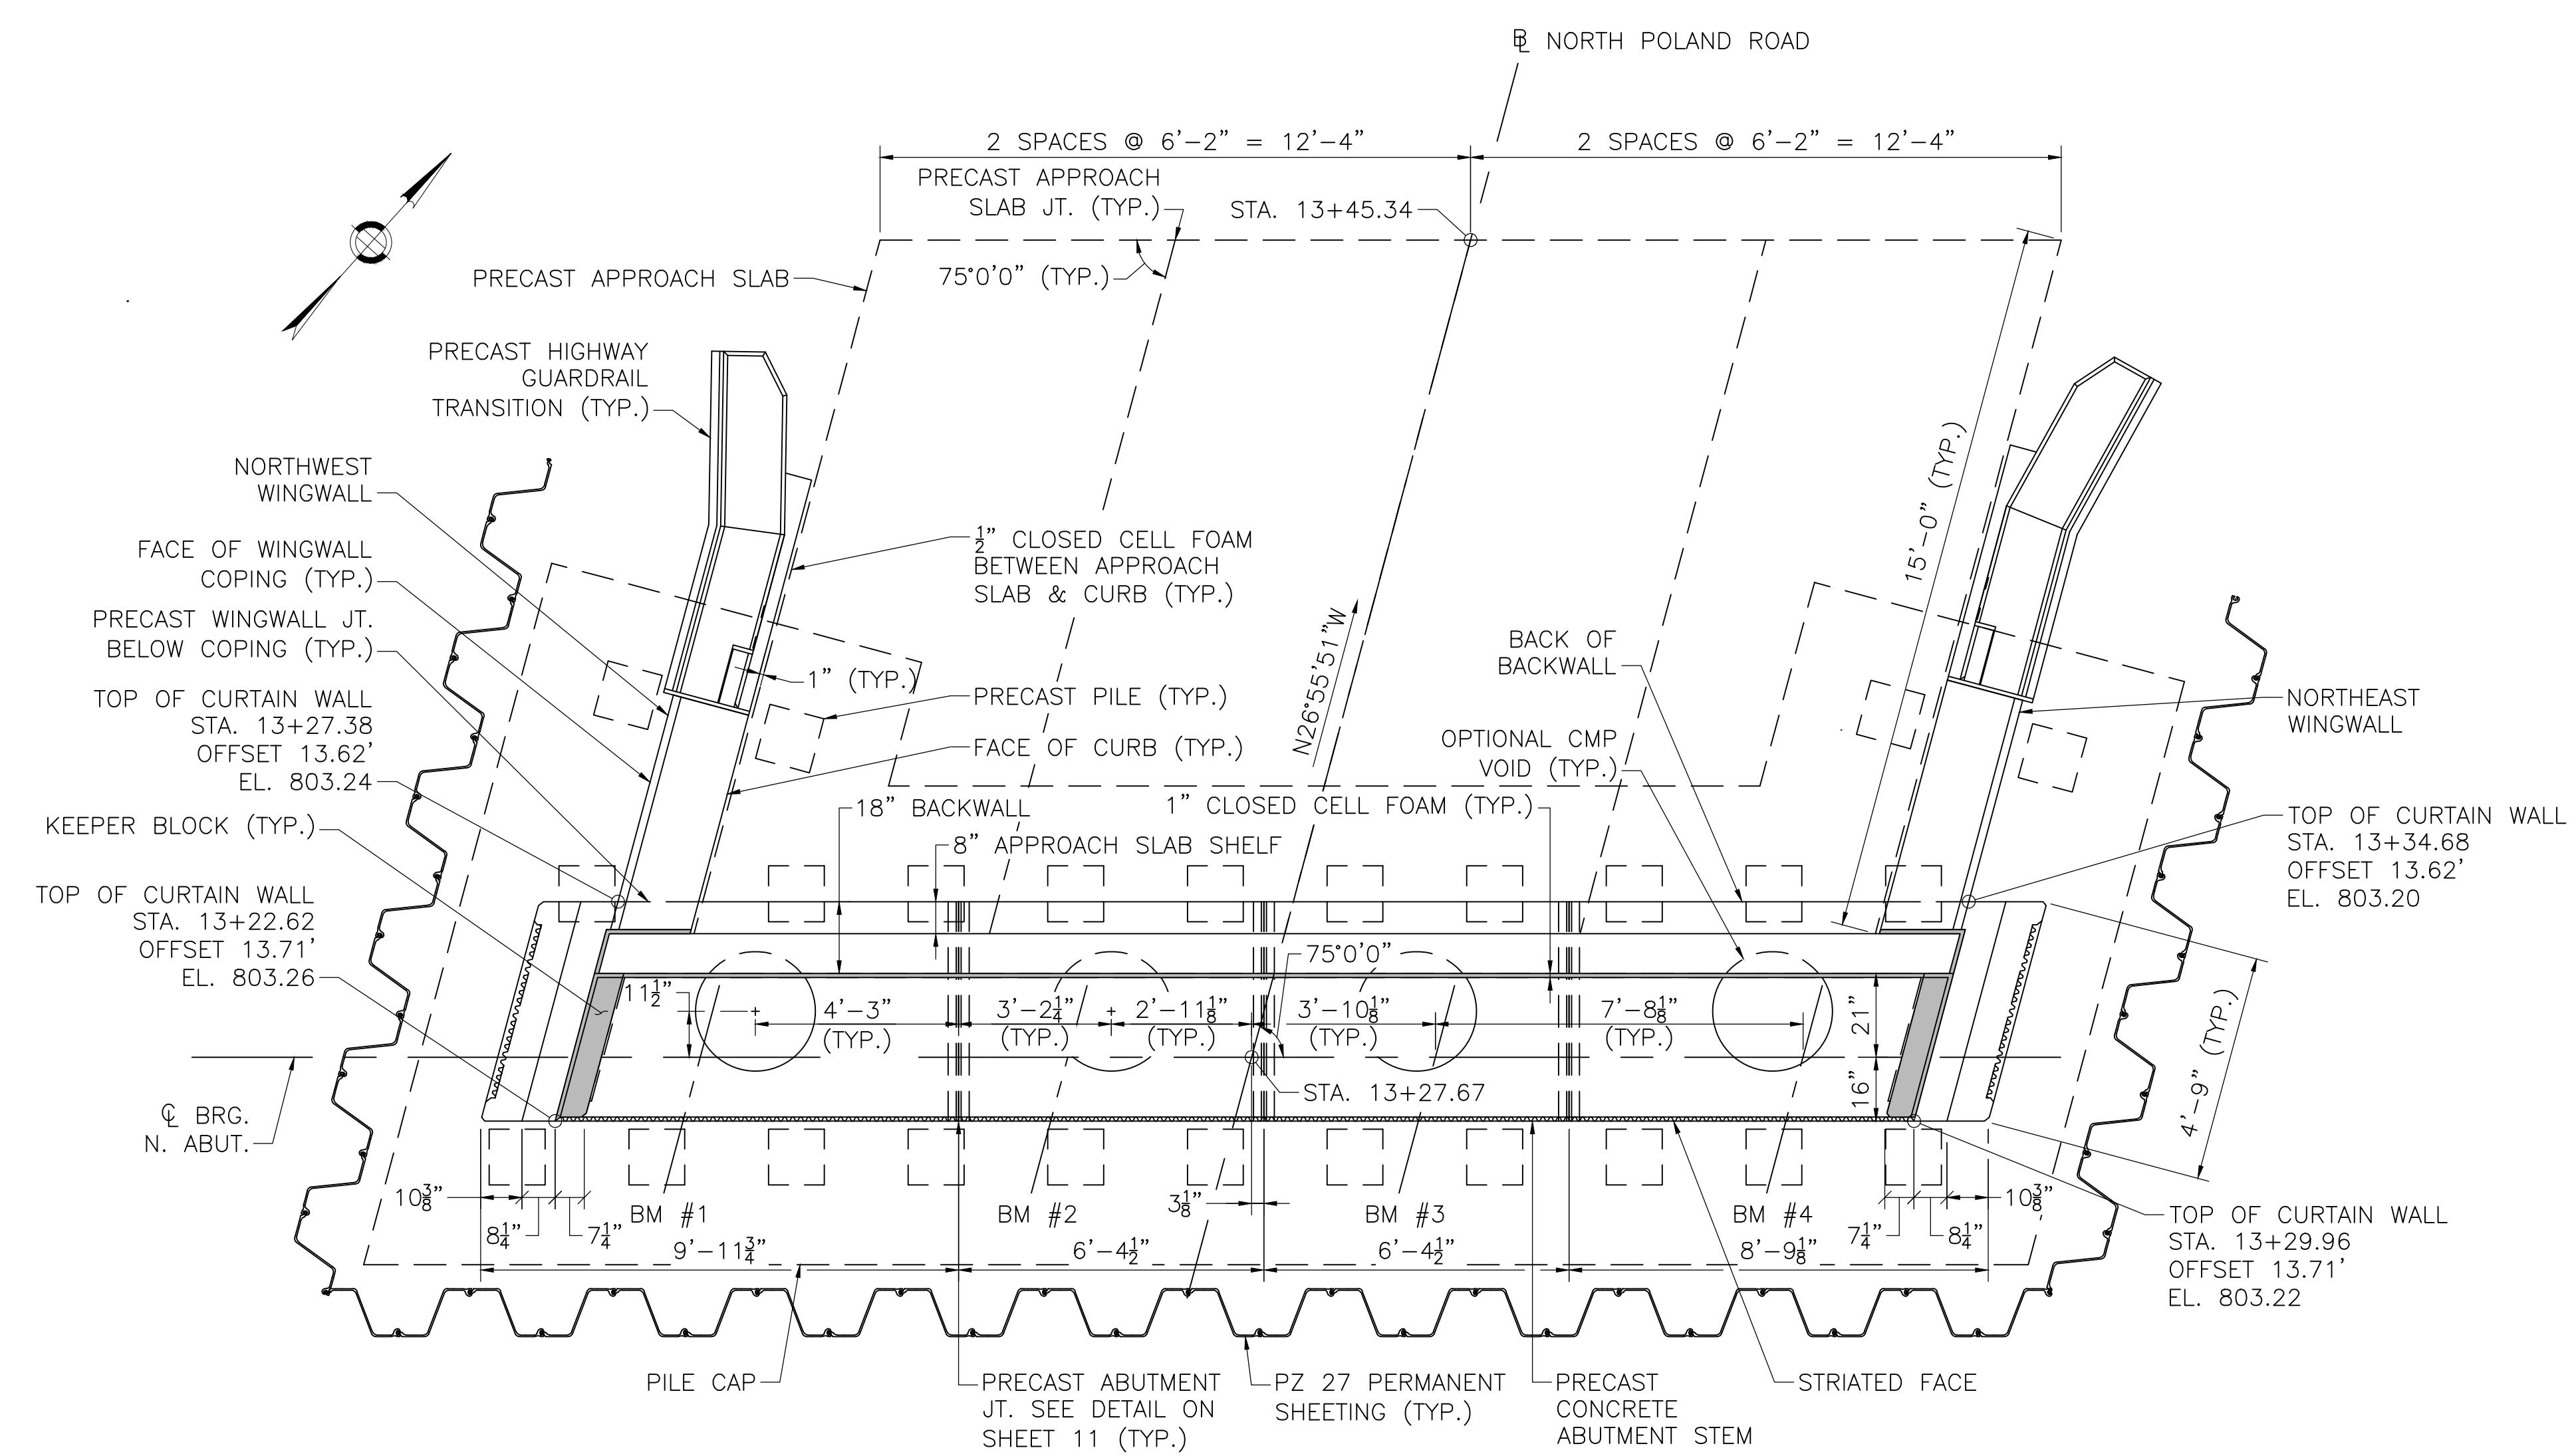 ℄ NORTH POLAND ROAD
2 SPACES @ 6'-2" = 12'-4"
2 SPACES @ 6'-2" = 12'-4"
PRECAST APPROACH
SLAB JT. (TYP.)
STA. 13+45.34
PRECAST APPROACH SLAB
75°0'0" (TYP.)
PRECAST HIGHWAY
GUARDRAIL
TRANSITION (TYP.)
15'-0" (TYP.)
NORTHWEST
WINGWALL
FACE OF WINGWALL
COPING (TYP.)
½" CLOSED CELL FOAM
BETWEEN APPROACH
SLAB & CURB (TYP.)
PRECAST WINGWALL JT.
BELOW COPING (TYP.)
N26°55'51"W
BACK OF
BACKWALL
1" (TYP.)
PRECAST PILE (TYP.)
NORTHEAST
WINGWALL
TOP OF CURTAIN WALL
STA. 13+27.38
OFFSET 13.62'
EL. 803.24
FACE OF CURB (TYP.)
OPTIONAL CMP
VOID (TYP.)
KEEPER BLOCK (TYP.)
18" BACKWALL
1" CLOSED CELL FOAM (TYP.)
8" APPROACH SLAB SHELF
TOP OF CURTAIN WALL
STA. 13+34.68
OFFSET 13.62'
EL. 803.20
TOP OF CURTAIN WALL
STA. 13+22.62
OFFSET 13.71'
EL. 803.26
75°0'0"
11½"
4'-3"
(TYP.)
3'-2¼"
(TYP.)
2'-11⅛"
(TYP.)
3'-10⅛"
(TYP.)
7'-8⅛"
(TYP.)
21"
16"
4'-9" (TYP.)
STA. 13+27.67
℄ BRG.
N. ABUT.
10⅜"
8¼"
7¼"
BM #1
BM #2
3⅛"
BM #3
BM #4
7¼"
8¼"
10⅜"
9'-11¾"
6'-4½"
6'-4½"
8'-9⅛"
TOP OF CURTAIN WALL
STA. 13+29.96
OFFSET 13.71'
EL. 803.22
PILE CAP
PRECAST ABUTMENT
JT. SEE DETAIL ON
SHEET 11 (TYP.)
PZ 27 PERMANENT
SHEETING (TYP.)
PRECAST
CONCRETE
ABUTMENT STEM
STRIATED FACE